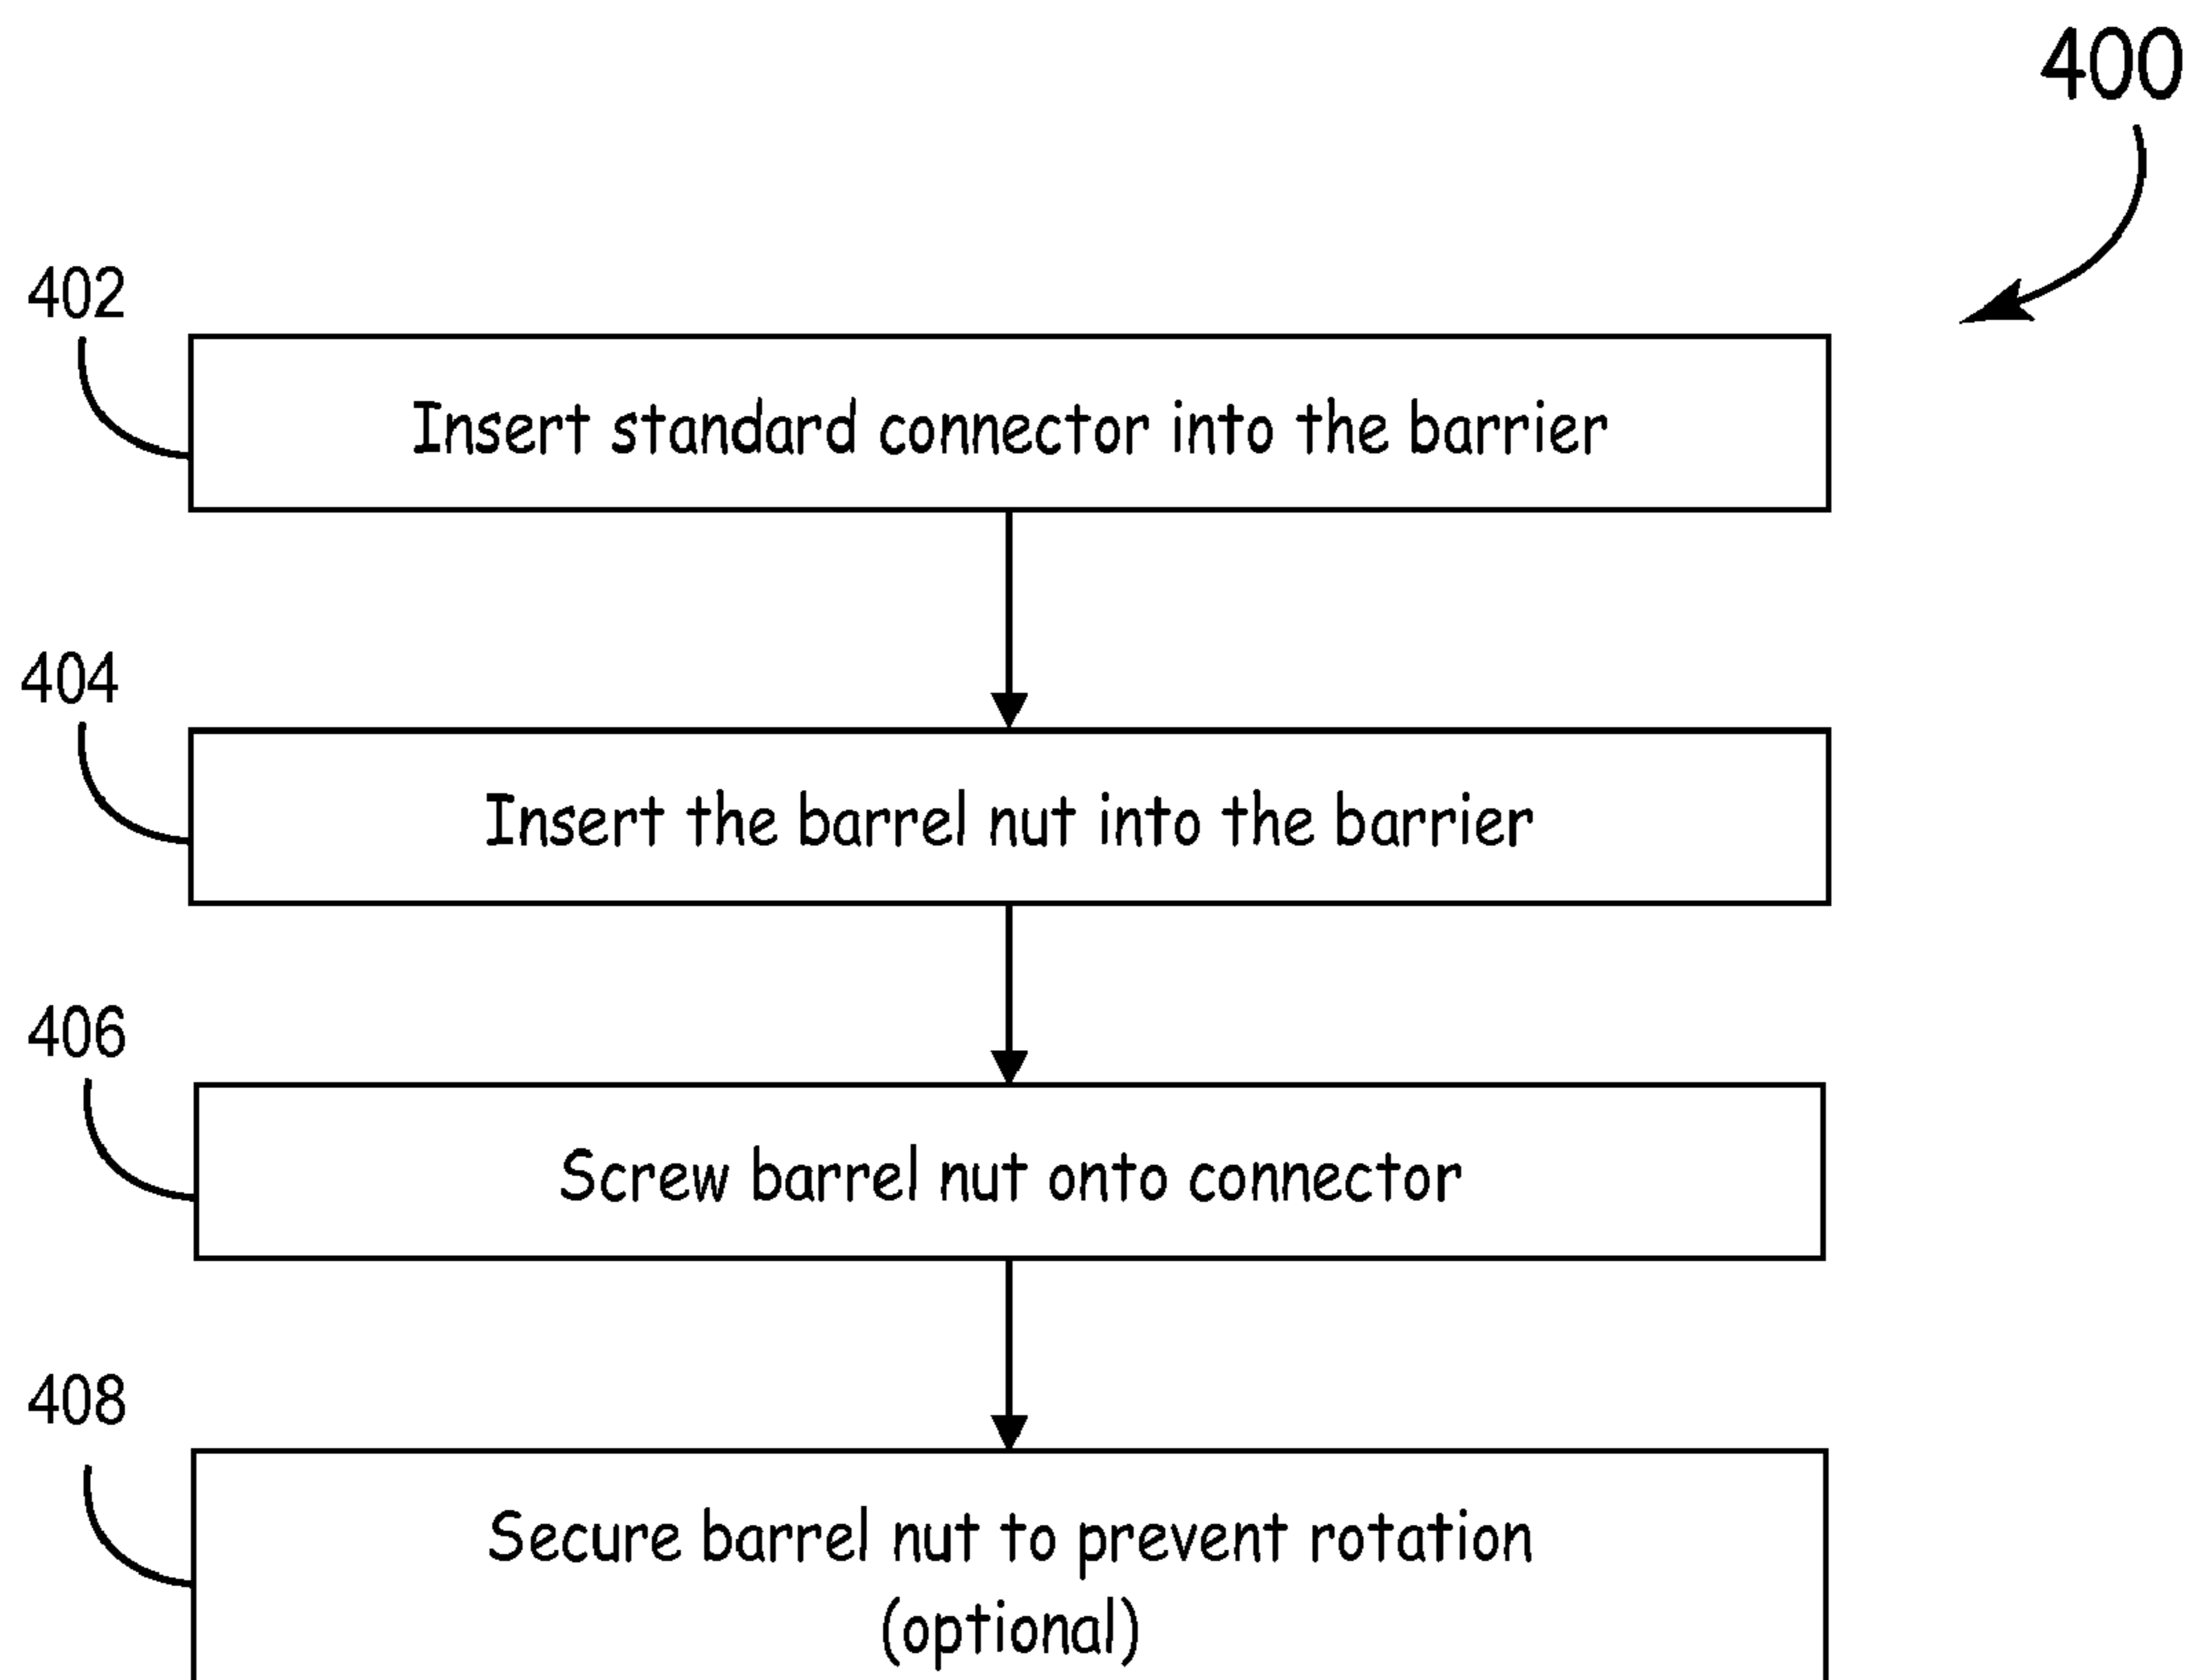 400
402
Insert standard connector into the barrier
404
Insert the barrel nut into the barrier
406
Screw barrel nut onto connector
408
Secure barrel nut to prevent rotation
(optional)